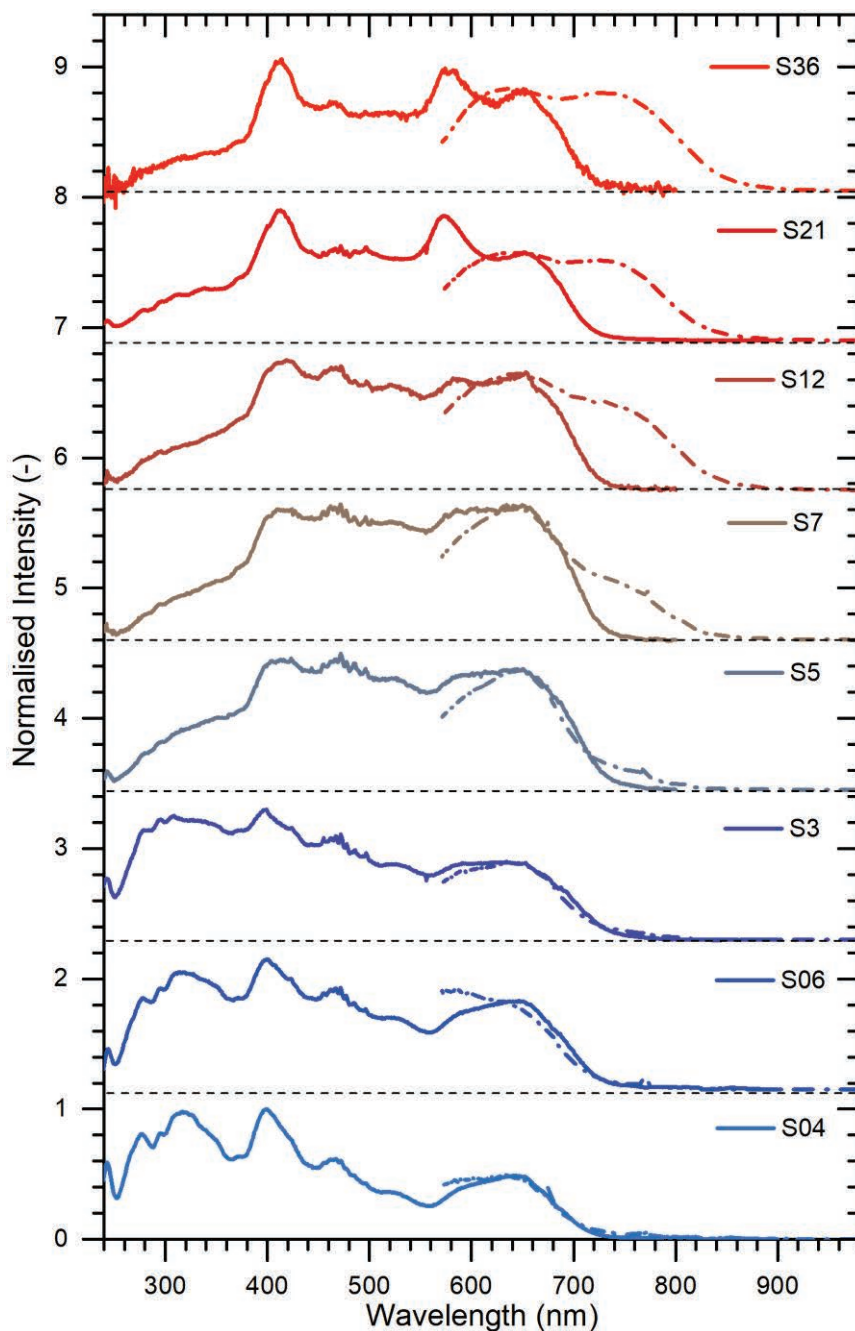 S36
S21
S12
S7
S5
S3
S06
S04
9
8
7
6
5
4
3
2
1
0
Normalised Intensity (-)
300 400 500 600 700 800 900
Wavelength (nm)